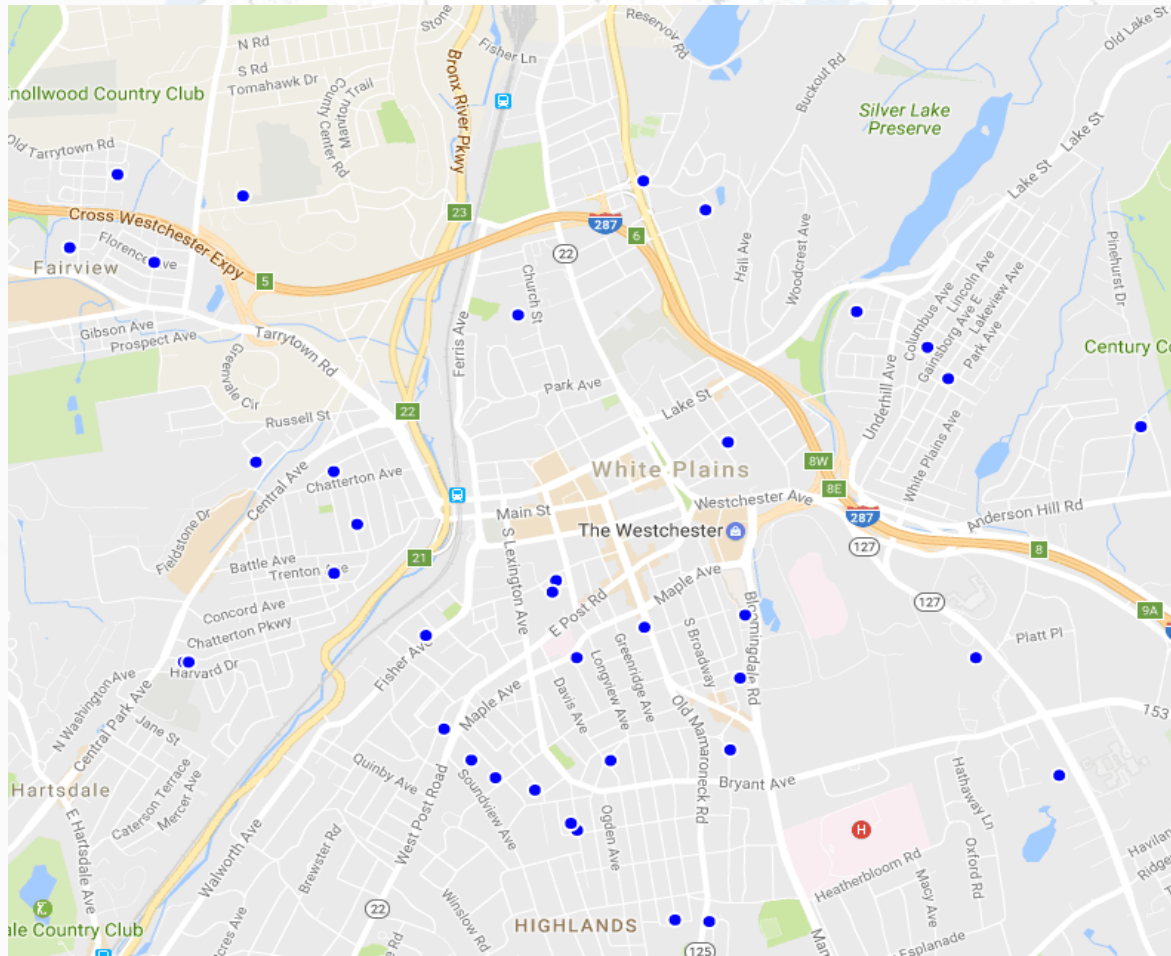 Reservoir Rd
Old Lake St
Stone
N Rd
Fisher Ln
S Rd
Tomahawk Dr
Knollwood Country Club
Manitou Trail
County Center Rd
Bronx River Pkwy
Buckout Rd
Silver Lake
Preserve
Lake St
Old Tarrytown Rd
Lake St
23
Cross Westchester Expy
287
6
22
Florence Ave
Fairview
5
Hall Ave
Woodcrest Ave
Pinehurst Dr
Church St
Columbus Ave
Lincoln Ave
Gainsborg Ave E
Lakeview Ave
Park Ave
Gibson Ave
Prospect Ave
Tarrytown Rd
Ferris Ave
Century Co
Greenvale Cir
Park Ave
Underhill Ave
Lake St
22
Russell St
White Plains Ave
Central Ave
Chatterton Ave
White Plains
8W
8E
Westchester Ave
Main St
287
Anderson Hill Rd
Fieldstone Dr
S Lexington Ave
The Westchester
127
8
21
Battle Ave
Trenton Ave
Maple Ave
E Post Rd
Bloomingdale Rd
127
9A
Concord Ave
Chatterton Pkwy
Harvard Dr
Fisher Ave
Greenridge Ave
S Broadway
Platt Pl
N Washington Ave
Central Park Ave
Longview Ave
Davis Ave
Maple Ave
Old Mamaroneck Rd
153
Jane St
Quinby Ave
Bryant Ave
Hartsdale
Caterson Terrace
Mercer Ave
Soundview Ave
West Post Road
Hathaway Ln
E Hartsdale Ave
Walworth Ave
Brewster Rd
Ogden Ave
H
Oxford Rd
Havilan
Ridge
Heatherbloom Rd
Macy Ave
Winslow Rd
22
HIGHLANDS
ale Country Club
acres Ave
e Rd
125
Mam
Esplanade